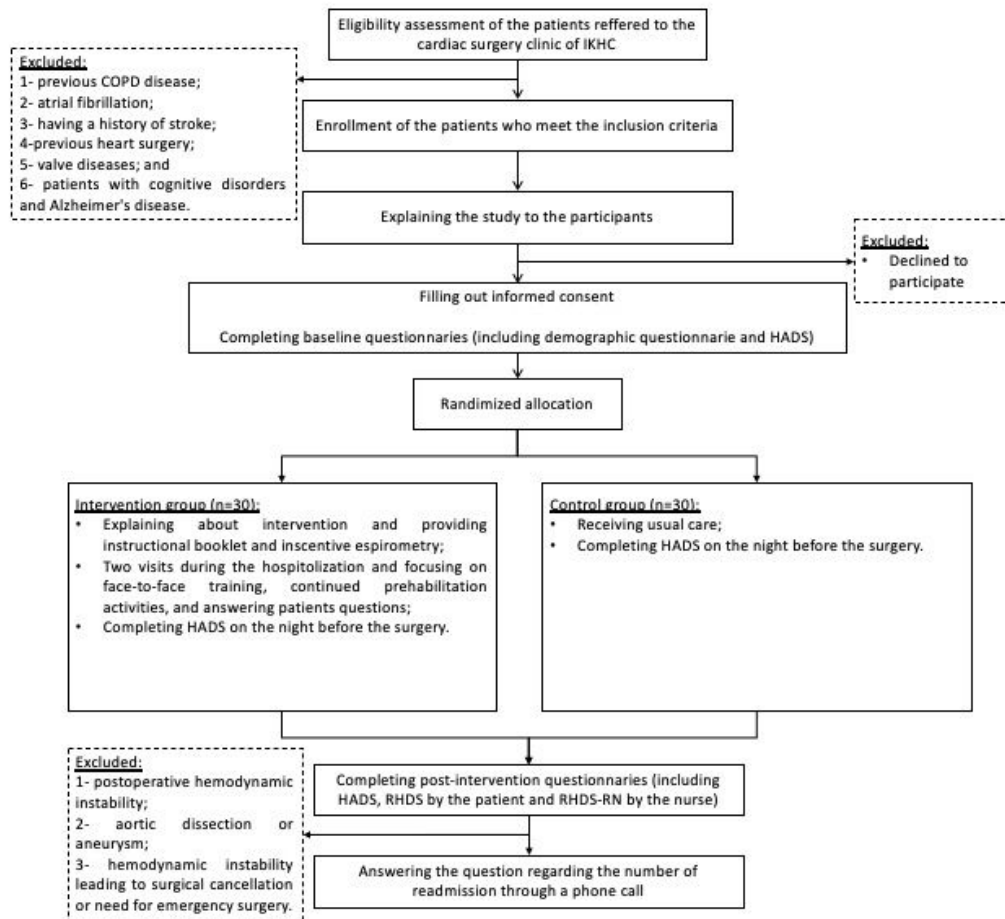 Eligibility assessment of the patients reffered to the
cardiac surgery clinic of IKHC
Excluded:
1- previous COPD disease;
2- atrial fibrillation;
3- having a history of stroke;
4-previous heart surgery;
5- valve diseases; and
6- patients with cognitive disorders
and Alzheimer's disease.
Enrollment of the patients who meet the inclusion criteria
Explaining the study to the participants
Excluded:
• Declined to
participate
Filling out informed consent
Completing baseline questionnaries (including demographic questionnarie and HADS)
Randimized allocation
Intervention group (n=30):
• Explaining about intervention and providing
instructional booklet and inscentive espirometry;
• Two visits during the hospitolization and focusing on
face-to-face training, continued prehabilitation
activities, and answering patients questions;
• Completing HADS on the night before the surgery.
Control group (n=30):
• Receiving usual care;
• Completing HADS on the night before the surgery.
Excluded:
1- postoperative hemodynamic
instability;
2- aortic dissection or
aneurysm;
3- hemodynamic instability
leading to surgical cancellation
or need for emergency surgery.
Completing post-intervention questionnaries (including
HADS, RHDS by the patient and RHDS-RN by the nurse)
Answering the question regarding the number of
readmission through a phone call